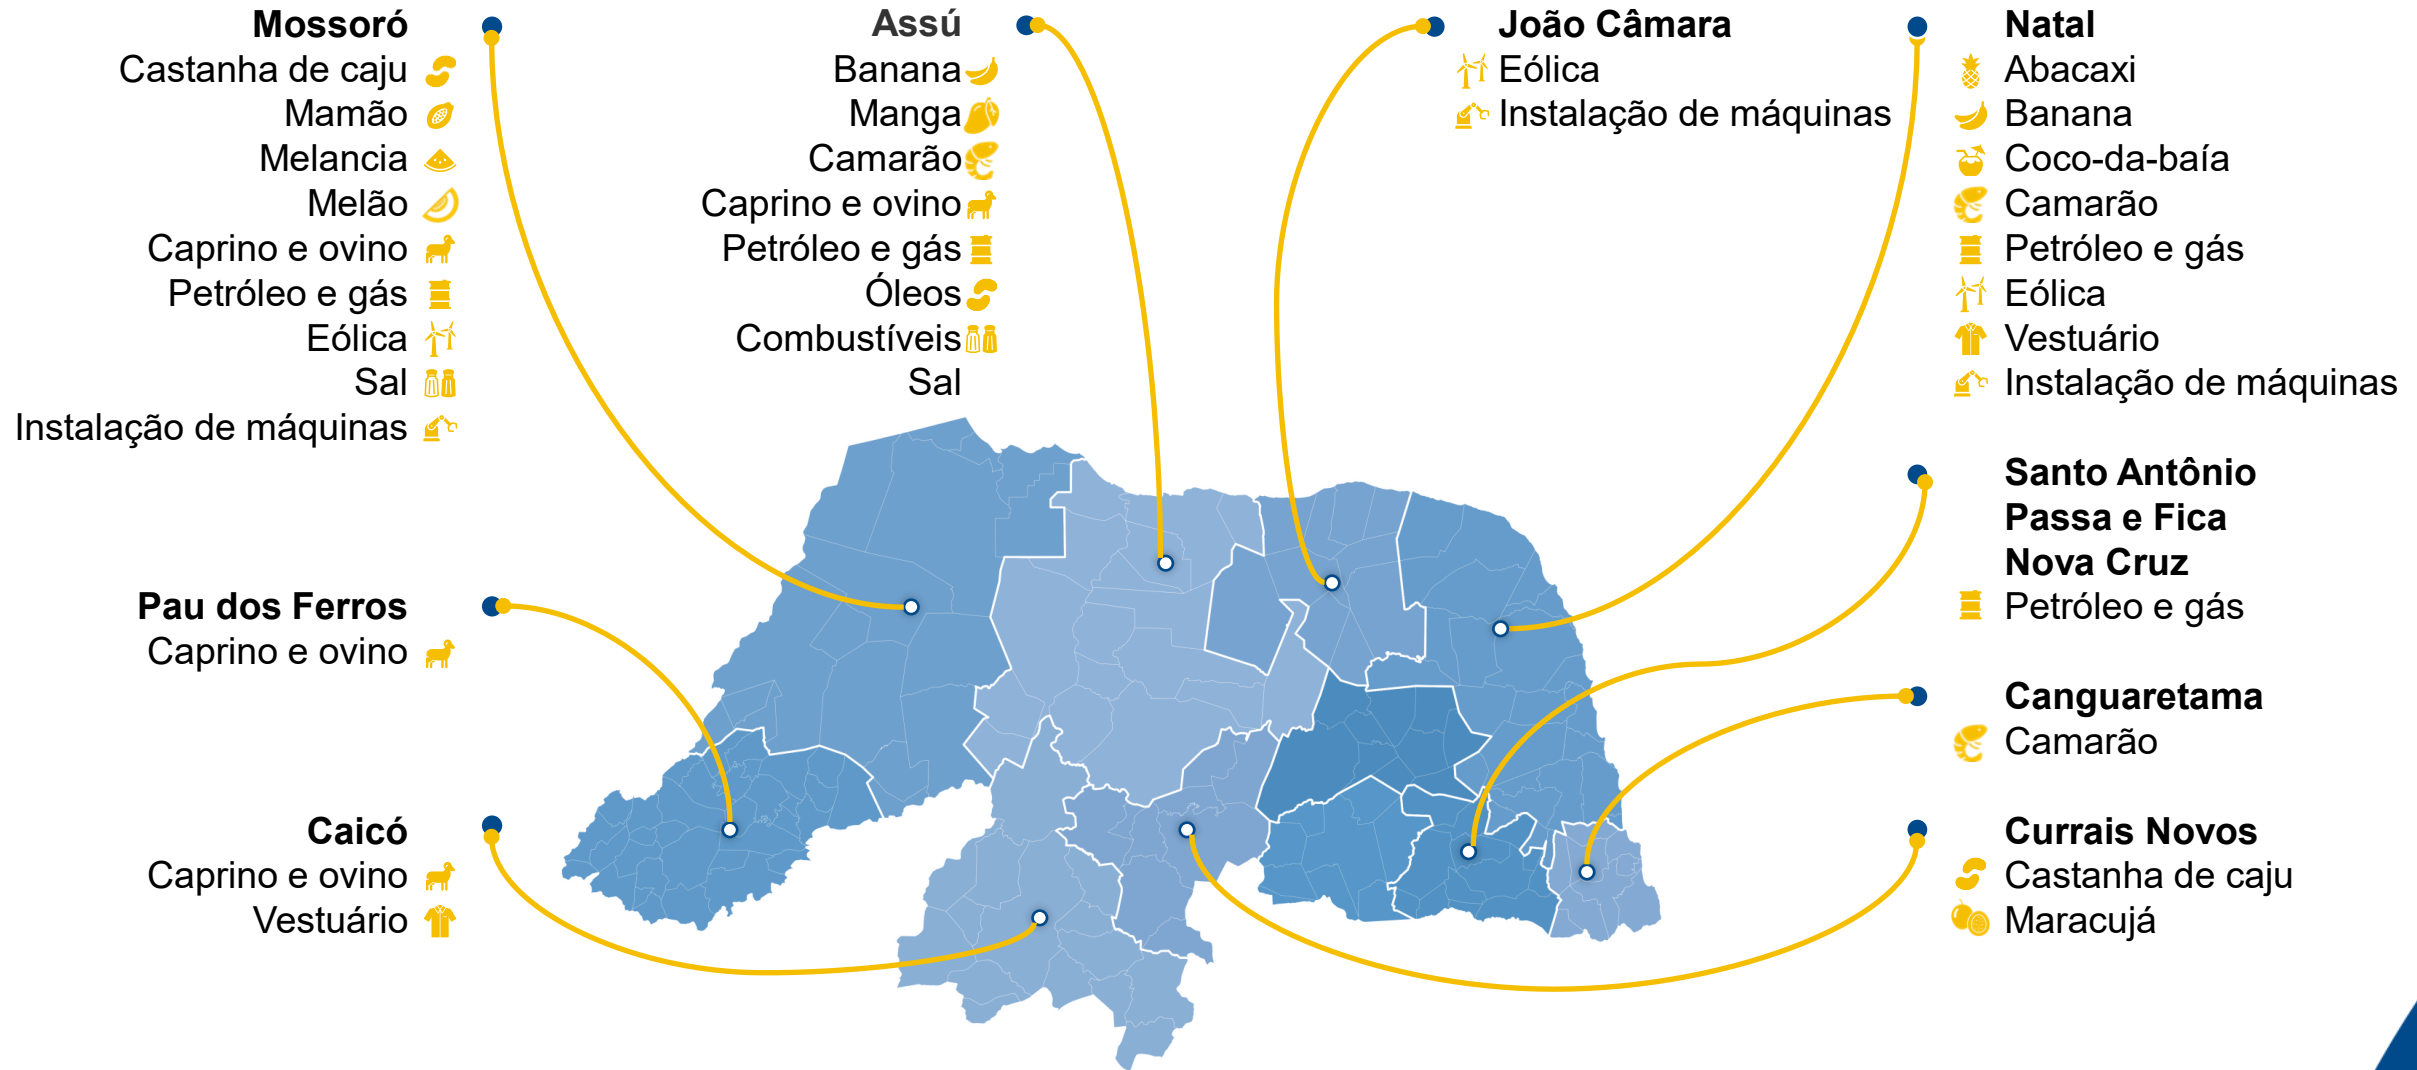 Mossoró
Castanha de caju
Mamão
Melancia
Melão
Caprino e ovino
Petróleo e gás
Eólica
Sal
Instalação de máquinas
Assú
Banana
Manga
Camarão
Caprino e ovino
Petróleo e gás
Óleos
Combustíveis
Sal
João Câmara
Eólica
Instalação de máquinas
Natal
Abacaxi
Banana
Coco-da-baía
Camarão
Petróleo e gás
Eólica
Vestuário
Instalação de máquinas
Santo Antônio
Passa e Fica
Nova Cruz
Petróleo e gás
Pau dos Ferros
Caprino e ovino
Canguaretama
Camarão
Caicó
Caprino e ovino
Vestuário
Currais Novos
Castanha de caju
Maracujá